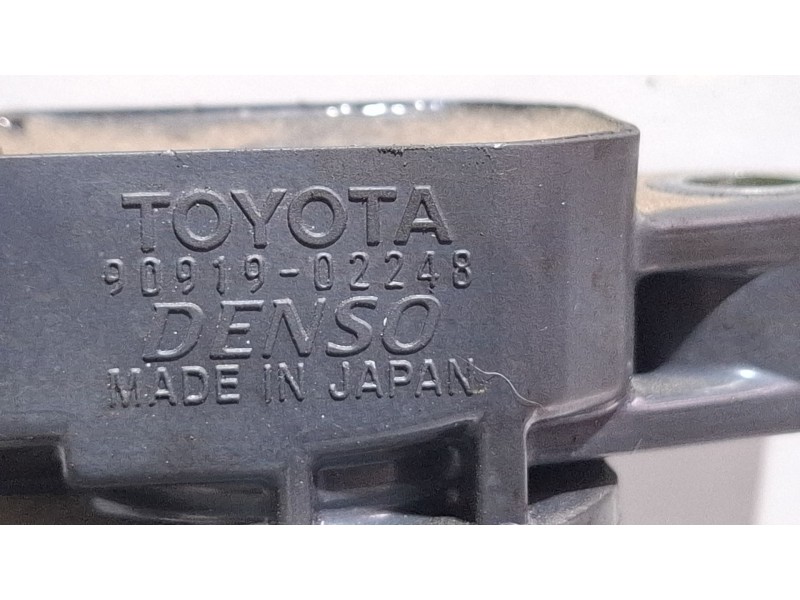 TOYOTA
90919-02248
DENSO
MADE IN JAPAN